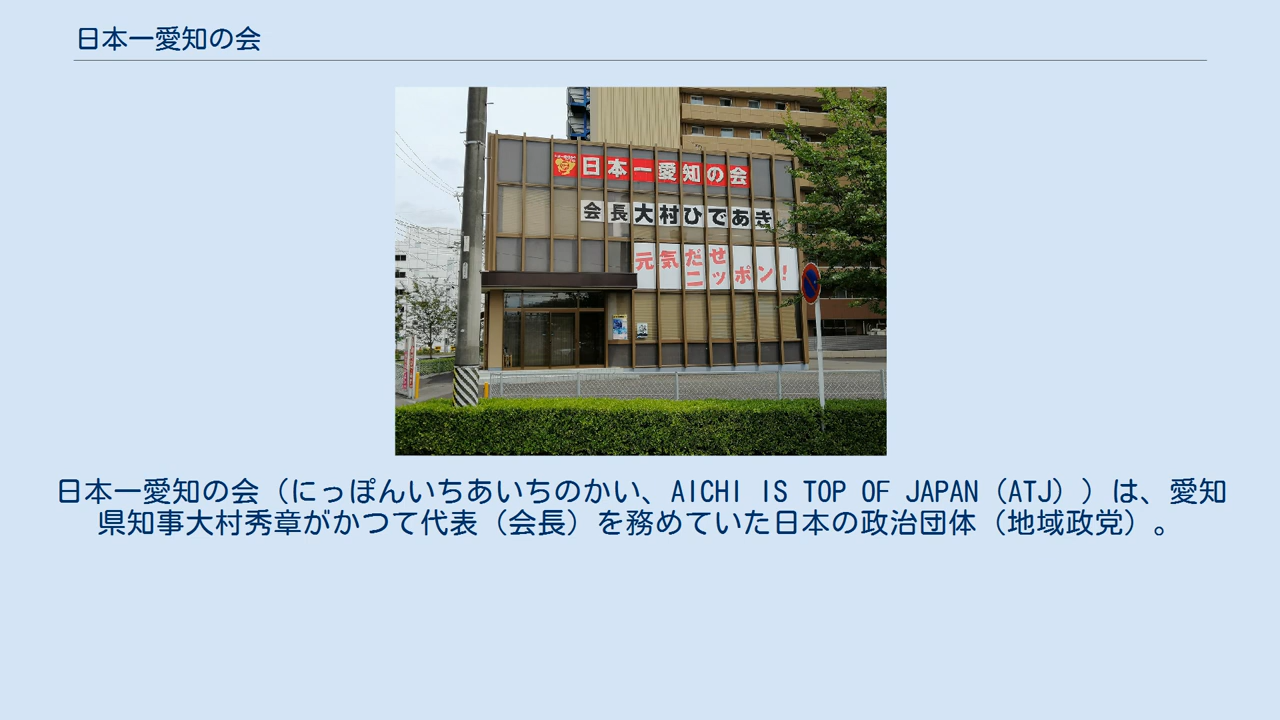 日本一愛知の会
日本一愛知の会
会長大村ひであき
元気だせ
ニッポン！
日本一愛知の会（にっぽんいちあいちのかい、AICHI IS TOP OF JAPAN（ATJ））は、愛知
県知事大村秀章がかつて代表（会長）を務めていた日本の政治団体（地域政党）。